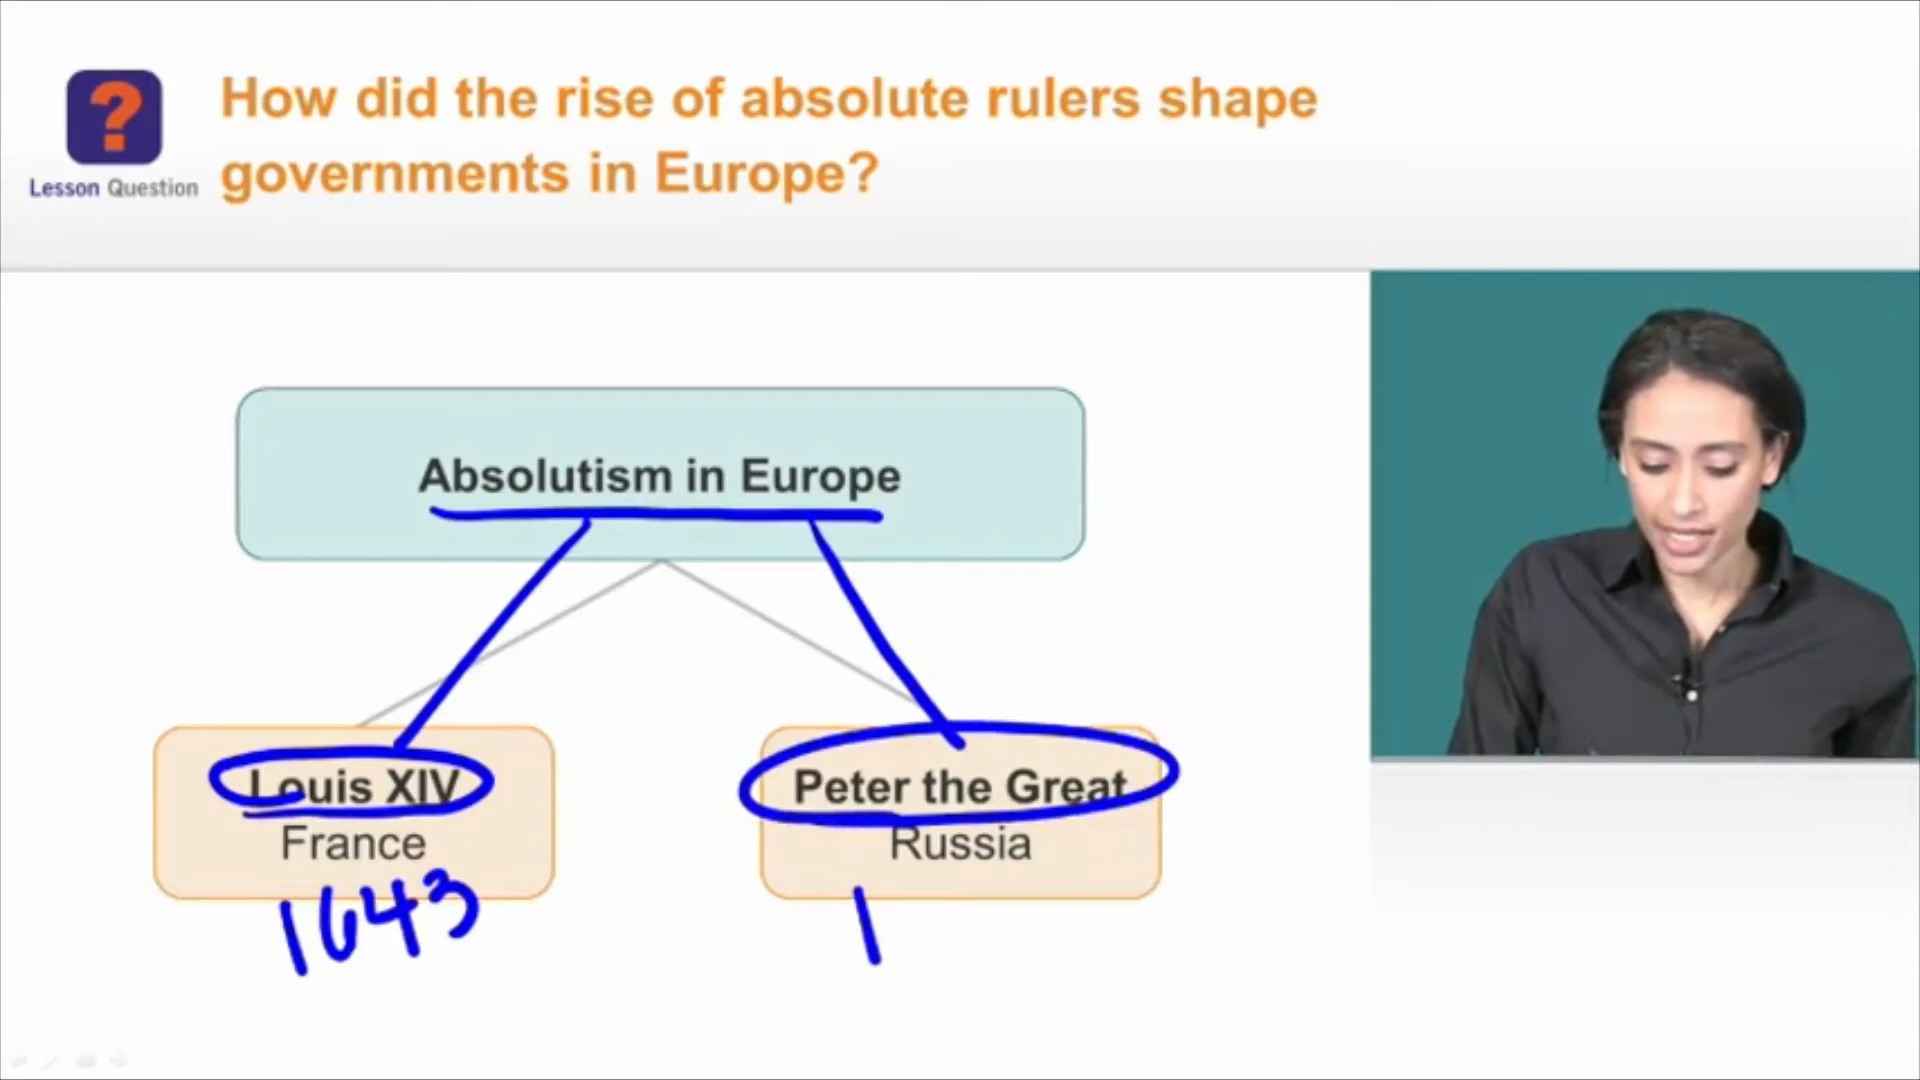 ?
Lesson Question
How did the rise of absolute rulers shape
governments in Europe?
Absolutism in Europe
Louis XIV
France
1643
Peter the Great
Russia
1